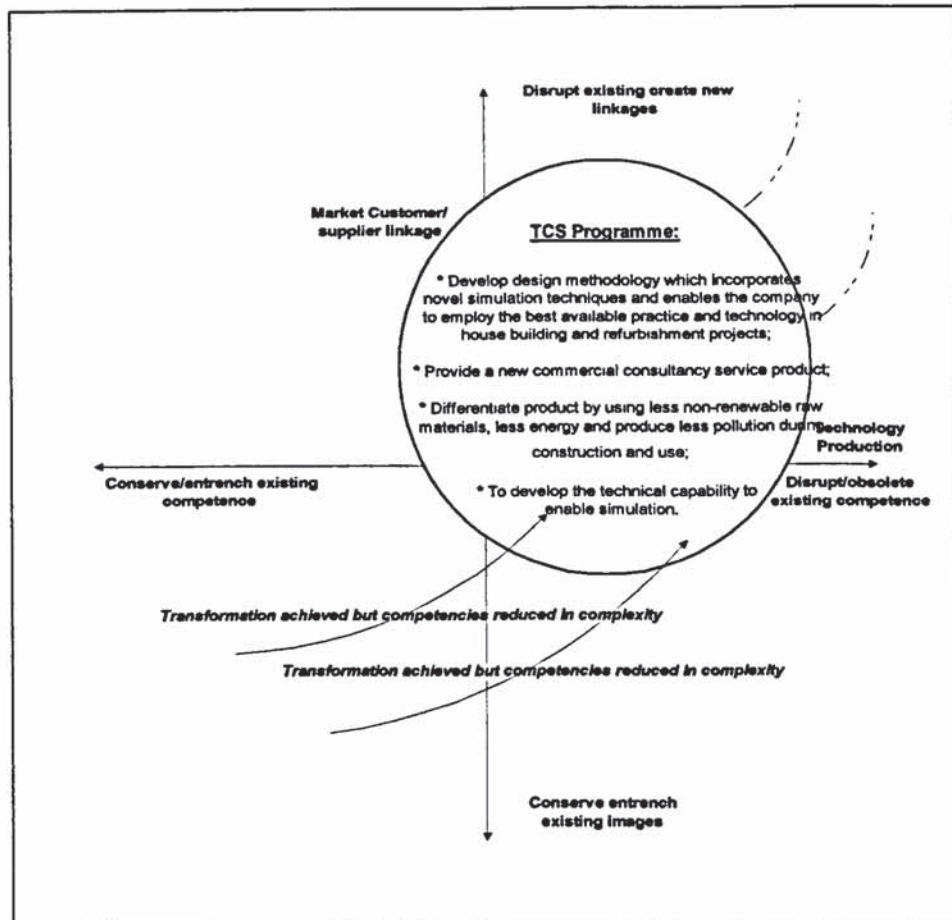 Disrupt existing create new
linkages
Market Customer/
supplier linkage
TCS Programme:
* Develop design methodology which incorporates
novel simulation techniques and enables the company
to employ the best available practice and technology in
house building and refurbishment projects;
* Provide a new commercial consultancy service product;
* Differentiate product by using less non-renewable raw
materials, less energy and produce less pollution during
construction and use;
Technology
Production
* To develop the technical capability to
enable simulation.
Conserve/entrench existing
competence
Disrupt/obsolete
existing competence
Transformation achieved but competencies reduced in complexity
Transformation achieved but competencies reduced in complexity
Conserve entrench
existing images